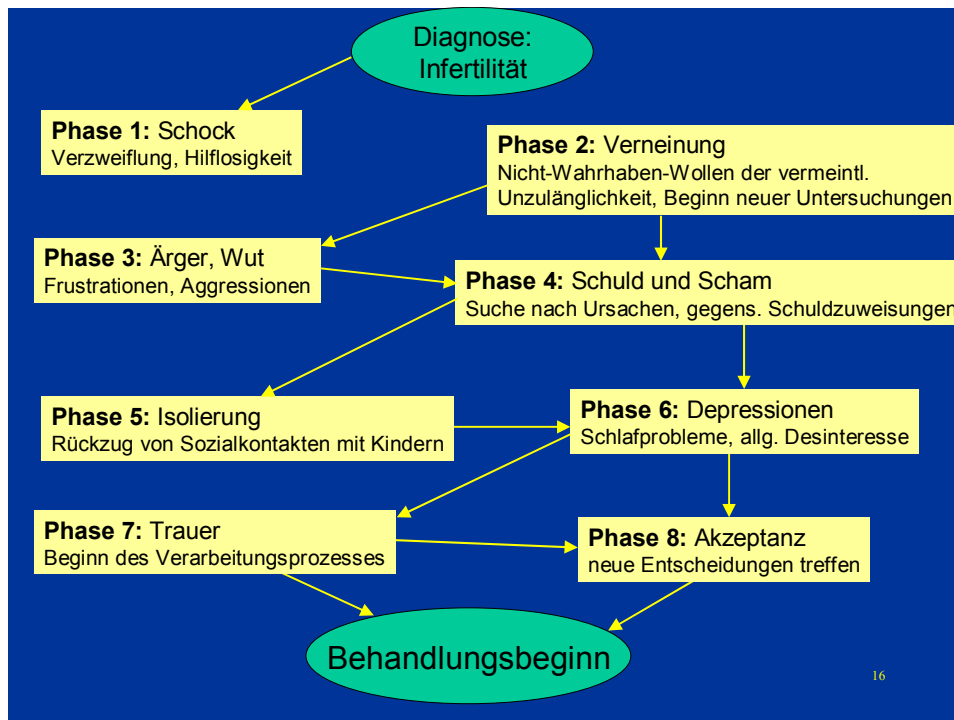 Diagnose:
Infertilität
Phase 1: Schock
Verzweiflung, Hilflosigkeit
Phase 2: Verneinung
Nicht-Wahrhaben-Wollen der vermeintl.
Unzulänglichkeit, Beginn neuer Untersuchungen
Phase 3: Ärger, Wut
Frustrationen, Aggressionen
Phase 4: Schuld und Scham
Suche nach Ursachen, gegens. Schuldzuweisungen
Phase 5: Isolierung
Rückzug von Sozialkontakten mit Kindern
Phase 6: Depressionen
Schlafprobleme, allg. Desinteresse
Phase 7: Trauer
Beginn des Verarbeitungsprozesses
Phase 8: Akzeptanz
neue Entscheidungen treffen
Behandlungsbeginn
16